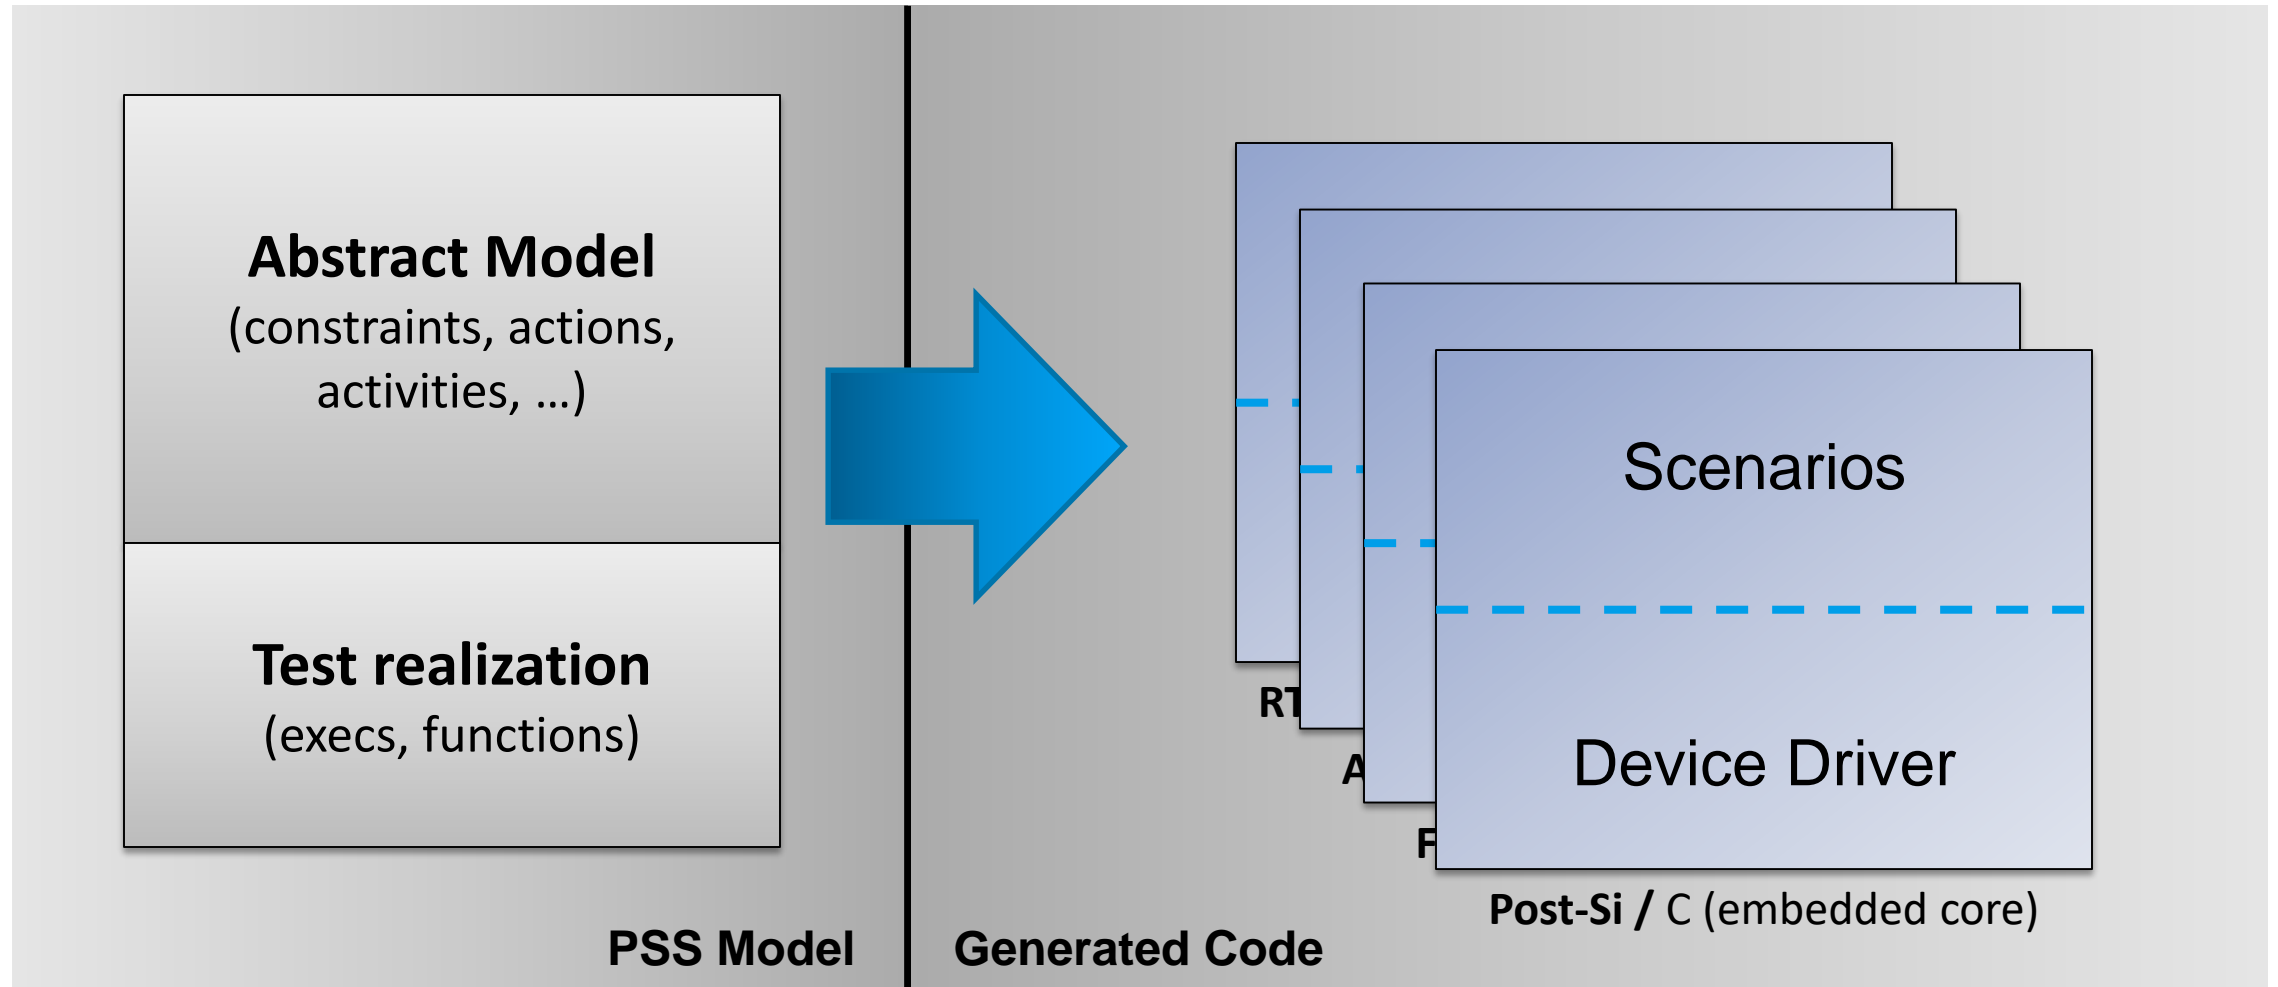 Abstract Model
(constraints, actions,
activities, ...)
Test realization
(execs, functions)
PSS Model
Scenarios
Device Driver
Post-Si / C (embedded core)
Generated Code